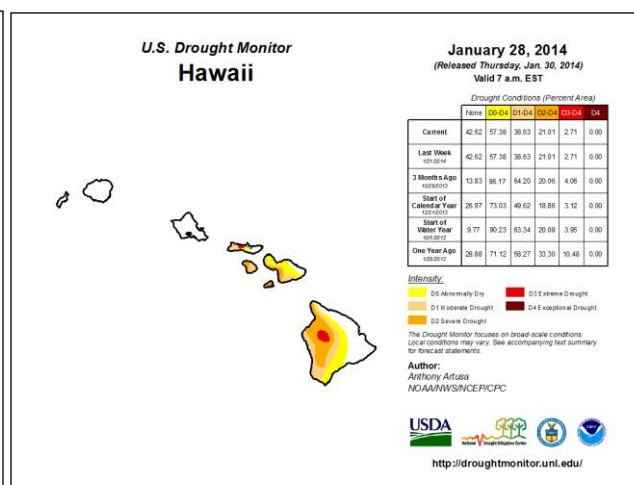 U.S. Drought Monitor
Hawaii
January 28, 2014
(Released Thursday, Jan. 30, 2014)
Valid 7 a.m. EST
Drought Conditions (Percent Area)
None D0-D4 D1-D4 D2-D4 D3-D4 D4
Current 42.62 57.38 38.63 21.01 2.71 0.00
Last Week 1/21/2014 42.62 57.38 38.63 21.01 2.71 0.00
3 Months Ago 10/29/2013 13.83 86.17 64.20 20.06 4.06 0.00
Start of Calendar Year 12/31/2013 26.97 73.03 49.62 18.86 3.12 0.00
Start of Water Year 10/1/2013 9.77 90.23 63.34 20.08 3.95 0.00
One Year Ago 1/29/2013 28.88 71.12 58.27 33.30 10.48 0.00
Intensity:
D0 Abnormally Dry
D1 Moderate Drought
D2 Severe Drought
D3 Extreme Drought
D4 Exceptional Drought
The Drought Monitor focuses on broad-scale conditions.
Local conditions may vary. See accompanying text summary
for forecast statements.
Author:
Anthony Artusa
NOAA/NWS/NCEP/CPC
USDA
National Drought Mitigation Center
http://droughtmonitor.unl.edu/